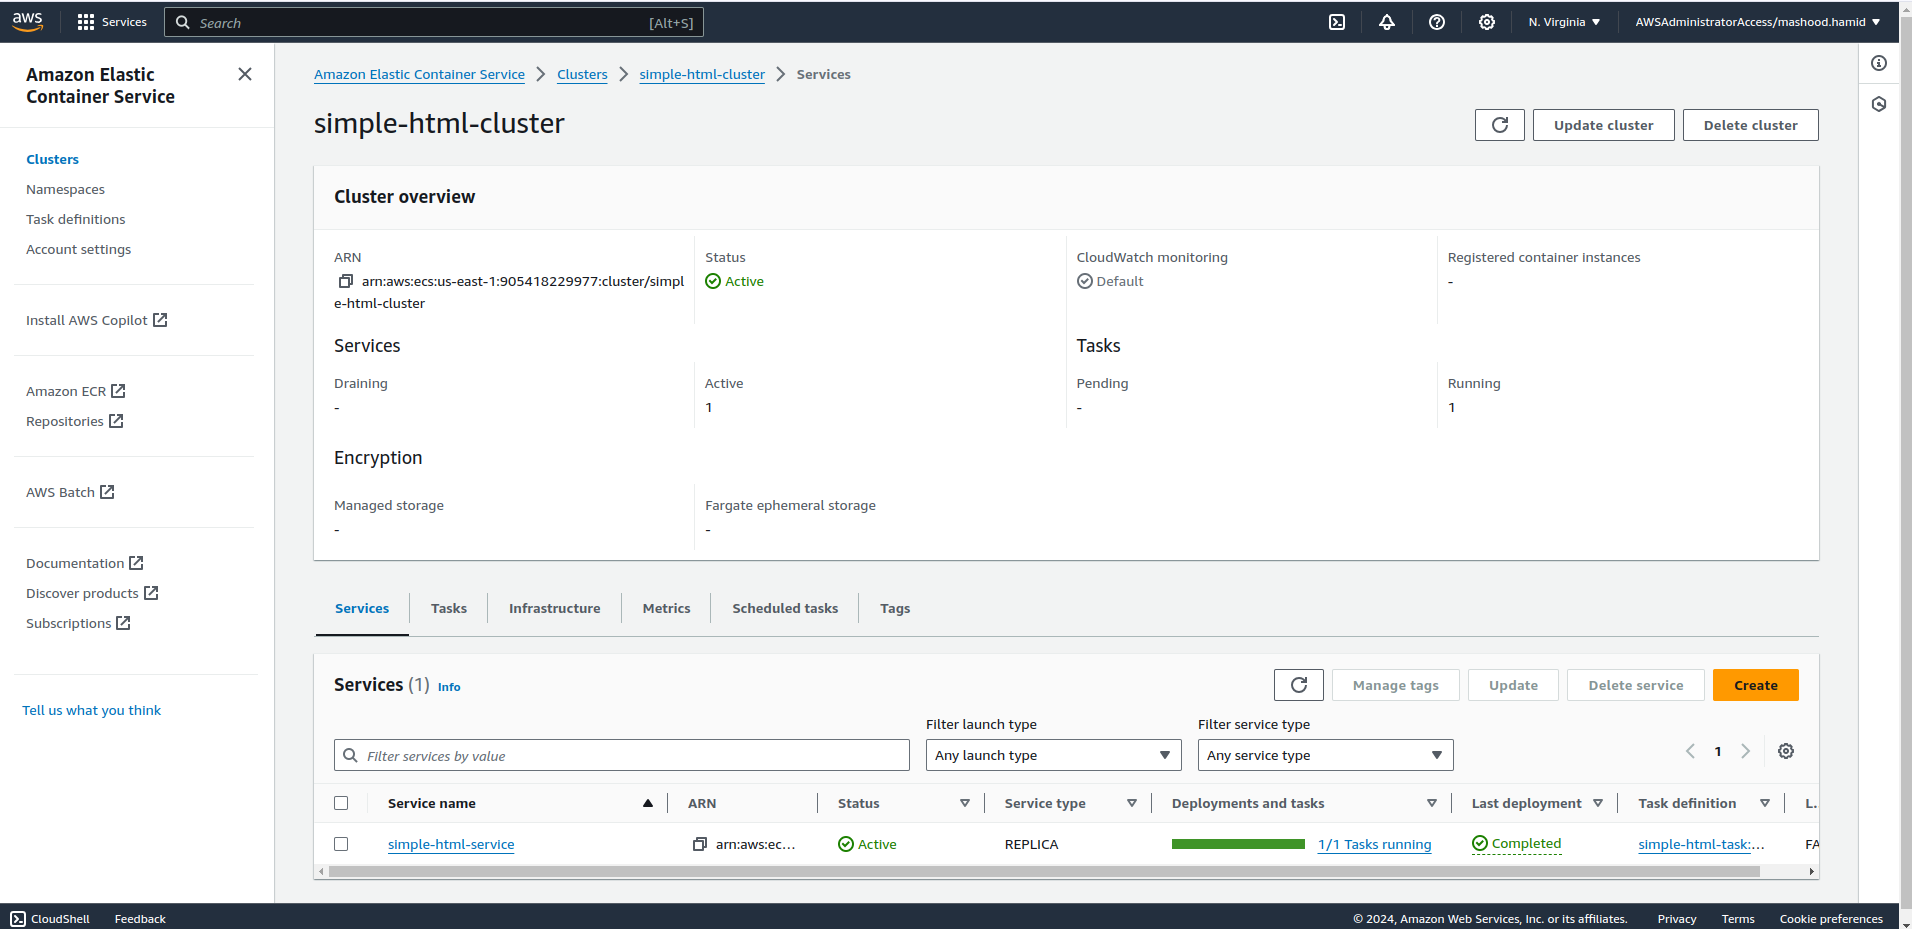 aws
Services
Search [Alt+S]
N. Virginia
AWSAdministratorAccess/mashood.hamid
Amazon Elastic
Container Service
Clusters
Namespaces
Task definitions
Account settings
Install AWS Copilot
Amazon ECR
Repositories
AWS Batch
Documentation
Discover products
Subscriptions
Tell us what you think
Amazon Elastic Container Service > Clusters > simple-html-cluster > Services
simple-html-cluster
Update cluster
Delete cluster
Cluster overview
ARN
arn:aws:ecs:us-east-1:905418229977:cluster/simpl
e-html-cluster
Status
Active
CloudWatch monitoring
Default
Registered container instances
-
Services
Draining
-
Active
1
Tasks
Pending
-
Running
1
Encryption
Managed storage
-
Fargate ephemeral storage
-
Services Tasks Infrastructure Metrics Scheduled tasks Tags
Services (1) Info
Manage tags
Update
Delete service
Create
Filter launch type
Filter service type
Filter services by value
Any launch type
Any service type
1
Service name ARN Status Service type Deployments and tasks Last deployment Task definition L.
simple-html-service arn:aws:ec... Active REPLICA 1/1 Tasks running Completed simple-html-task:... FA
CloudShell Feedback © 2024, Amazon Web Services, Inc. or its affiliates. Privacy Terms Cookie preferences